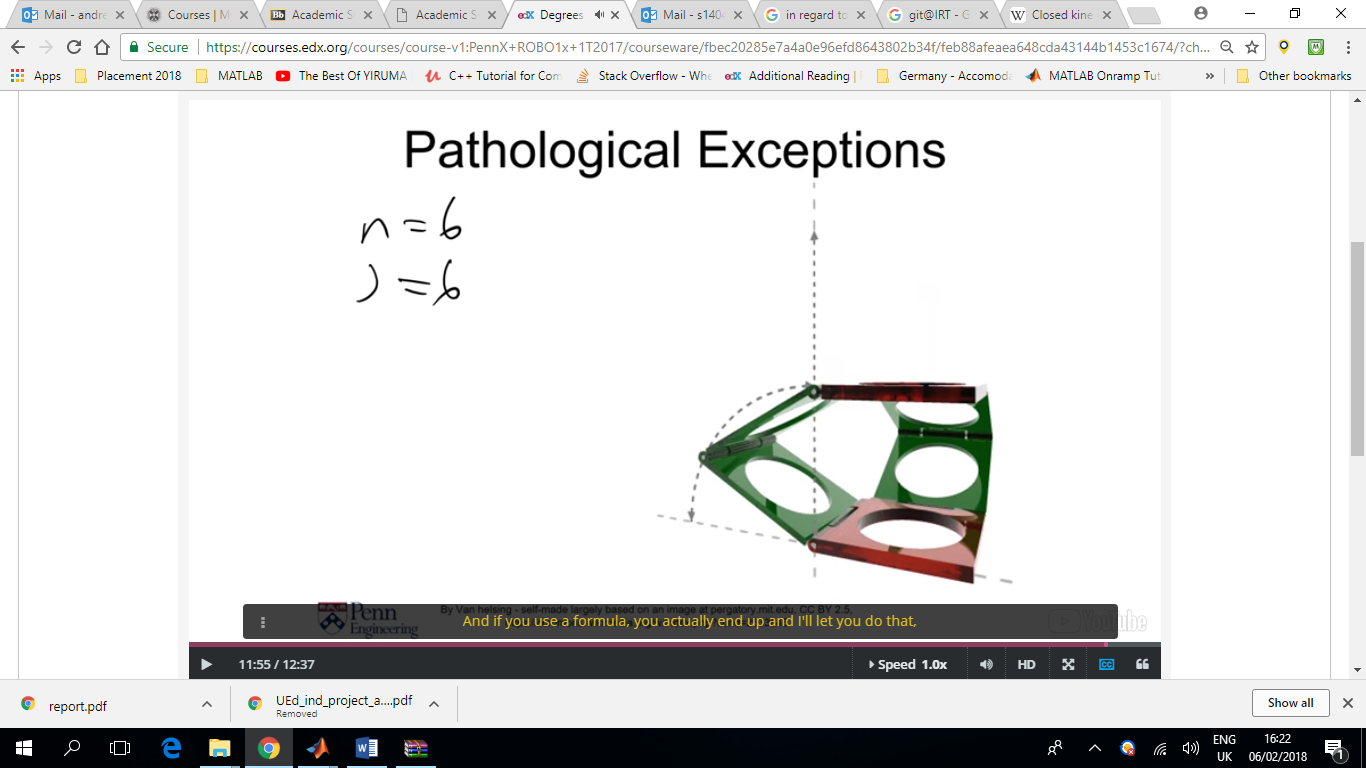 Mail - andre
Courses | M
Academic S
Academic S
Degrees
Mail - s140
in regard to
git@IRT - G
Closed kine
Secure
https://courses.edx.org/courses/course-v1:PennX+ROBO1x+1T2017/courseware/fbec20285e7a4a0e96efd8643802b34f/feb88afeaea648cda43144b1453c1674/?ch...
Apps
Placement 2018
MATLAB
The Best Of YIRUMA
C++ Tutorial for Com
Stack Overflow - Whe
Additional Reading |
Germany - Accomoda
MATLAB Onramp Tut
»
Other bookmarks
Pathological Exceptions
n = 6
J = 6
Penn
Engineering
By Van helsing - self-made largely based on an image at pergatory.mit.edu, CC BY 2.5,
And if you use a formula, you actually end up and I'll let you do that,
YouTube
11:55 / 12:37
Speed 1.0x
HD
CC
report.pdf
UEd_ind_project_a....pdf
Removed
Show all
ENG
UK
16:22
06/02/2018
1